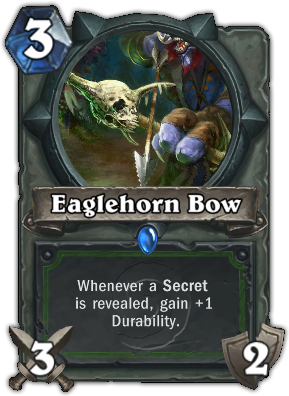 3
Eaglehorn Bow
Whenever a Secret
is revealed, gain +1
Durability.
3
2